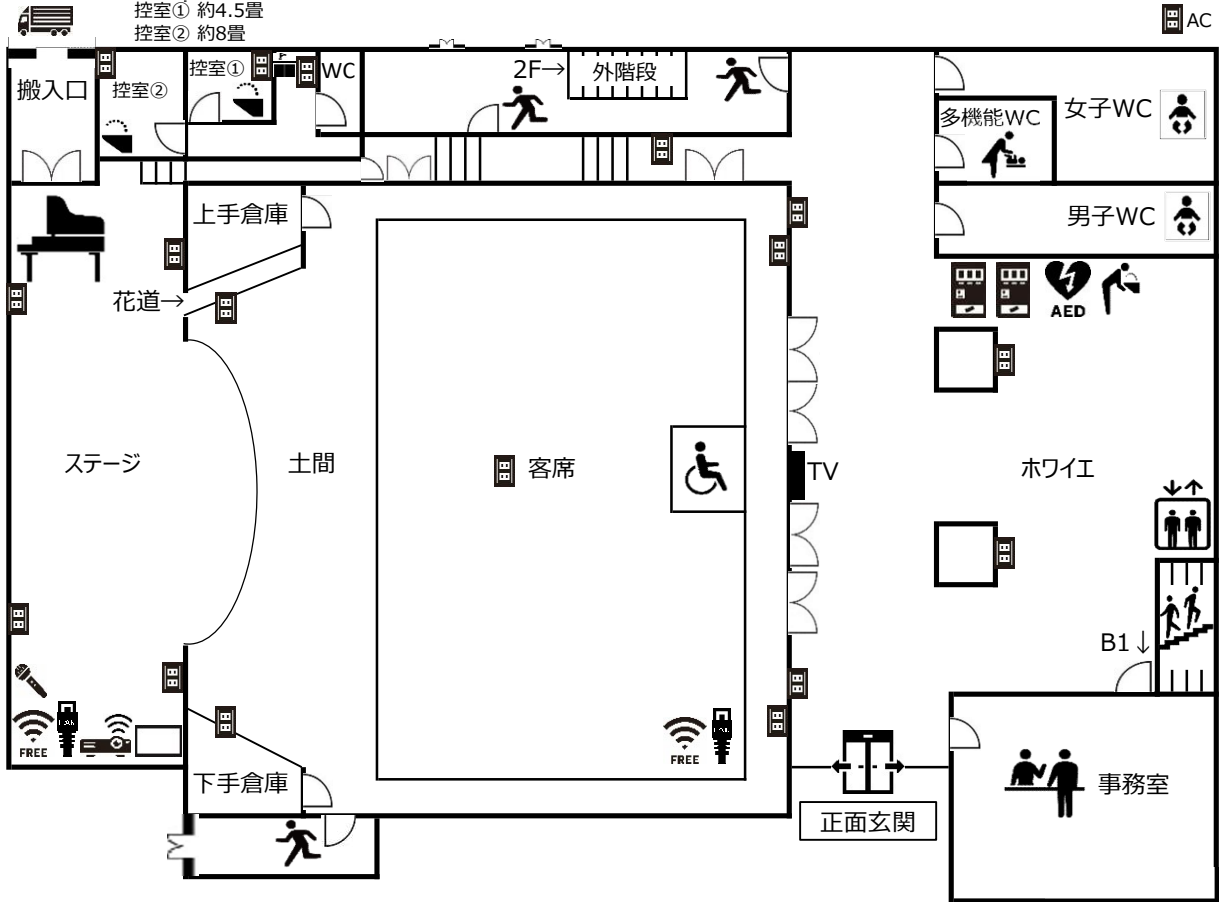 控室① 約4.5畳
控室② 約8畳
AC
搬入口
控室②
控室①
WC
2F→
外階段
多機能WC
女子WC
男子WC
上手倉庫
花道→
AED
ステージ
土間
客席
TV
ホワイエ
B1↓
FREE
LAN
FREE
下手倉庫
正面玄関
事務室